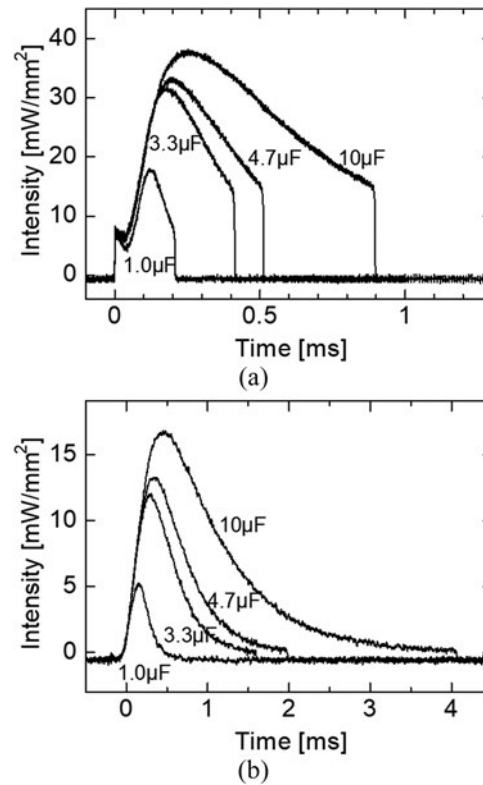 40
30
20
10
0
Intensity [mW/mm²]
3.3μF
4.7μF
10μF
1.0μF
0
0.5
1
Time [ms]
(a)
15
10
5
0
Intensity [mW/mm²]
10μF
4.7μF
3.3μF
1.0μF
0
1
2
3
4
Time [ms]
(b)